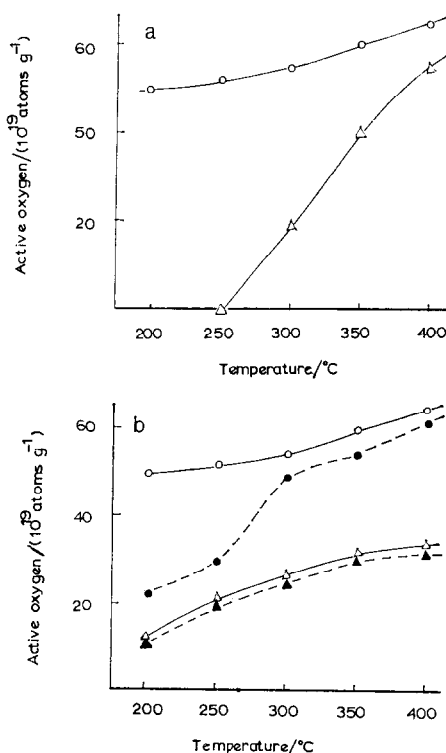 a
60
50
20
Active oxygen/(10¹⁹atoms g⁻¹)
200 250 300 350 400
Temperature/°C
b
60
40
20
Active oxygen/(10¹⁹atoms g⁻¹)
200 250 300 350 400
Temperature/°C